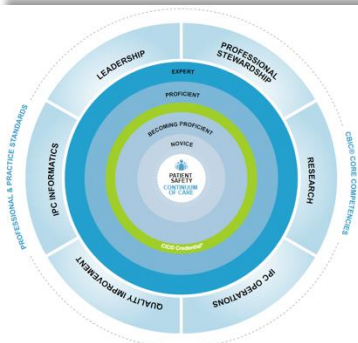 LEADERSHIP
PROFESSIONAL
STEWARDSHIP
EXPERT
PROFICIENT
BECOMING PROFICIENT
NOVICE
PATIENT
SAFETY
CONTINUUM
OF CARE
CIC® Credential*
IPC INFORMATICS
RESEARCH
QUALITY IMPROVEMENT
IPC OPERATIONS
PROFESSIONAL & PRACTICE STANDARDS
CBIC® CORE COMPETENCIES